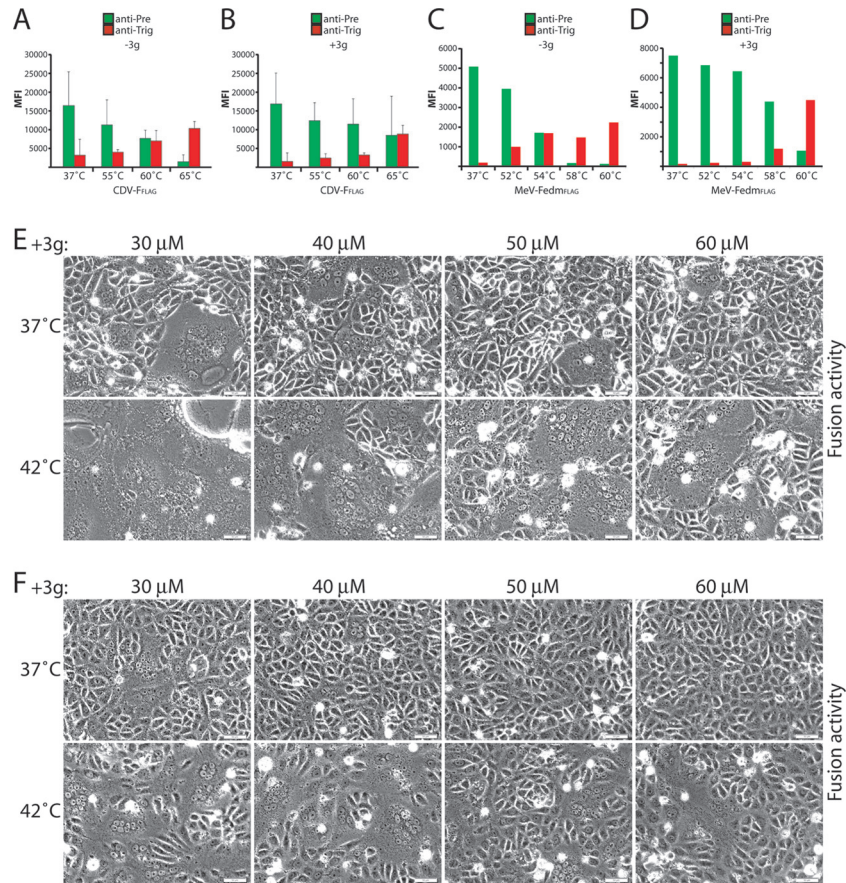 A
anti-Pre
anti-Trig
-3g
MFI
30000
25000
20000
15000
10000
5000
0
37˚C 55˚C 60˚C 65˚C
CDV-FFLAG
B
anti-Pre
anti-Trig
+3g
MFI
30000
25000
20000
15000
10000
5000
0
37˚C 55˚C 60˚C 65˚C
CDV-FFLAG
C
anti-Pre
anti-Trig
-3g
MFI
6000
5000
4000
3000
2000
1000
0
37˚C 52˚C 54˚C 58˚C 60˚C
MeV-FedmFLAG
D
anti-Pre
anti-Trig
+3g
MFI
8000
6000
4000
2000
0
37˚C 52˚C 54˚C 58˚C 60˚C
MeV-FedmFLAG
E +3g: 30 µM 40 µM 50 µM 60 µM
37˚C
42˚C
Fusion activity
F +3g: 30 µM 40 µM 50 µM 60 µM
37˚C
42˚C
Fusion activity